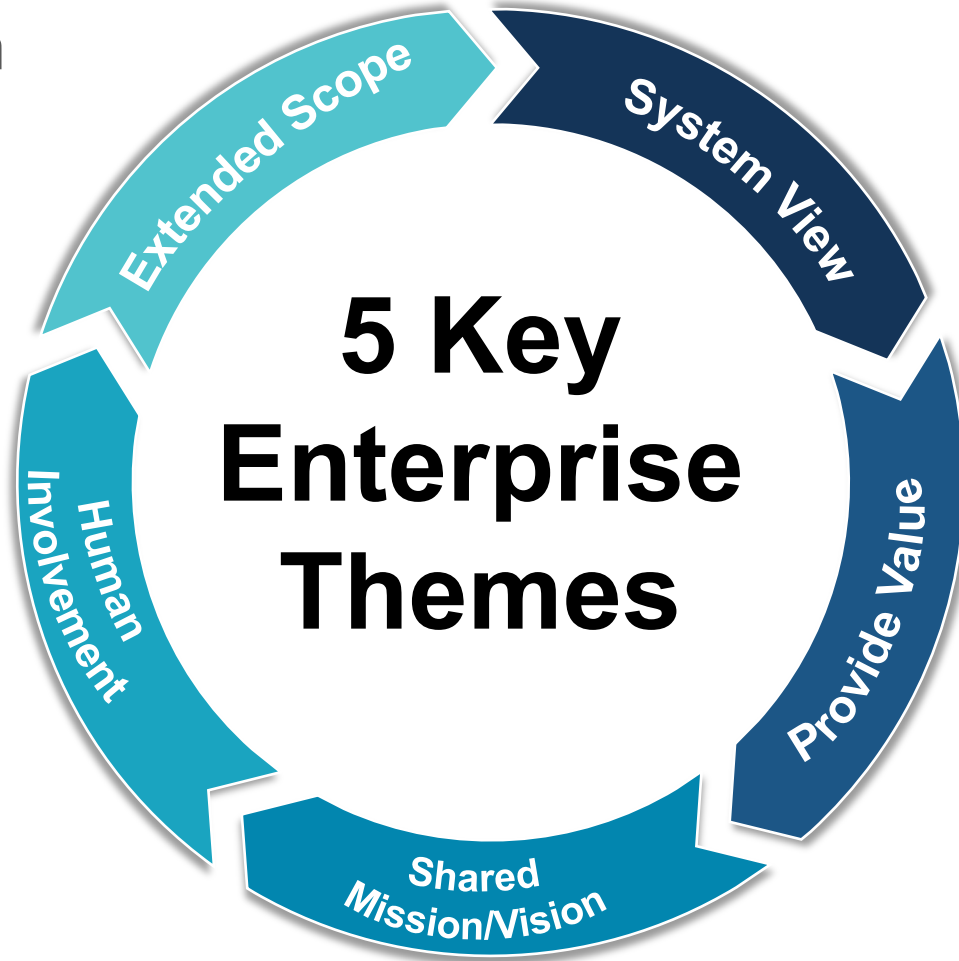 5 Key
Enterprise
Themes
System View
Provide Value
Shared
Mission/Vision
Human
Involvement
Extended Scope